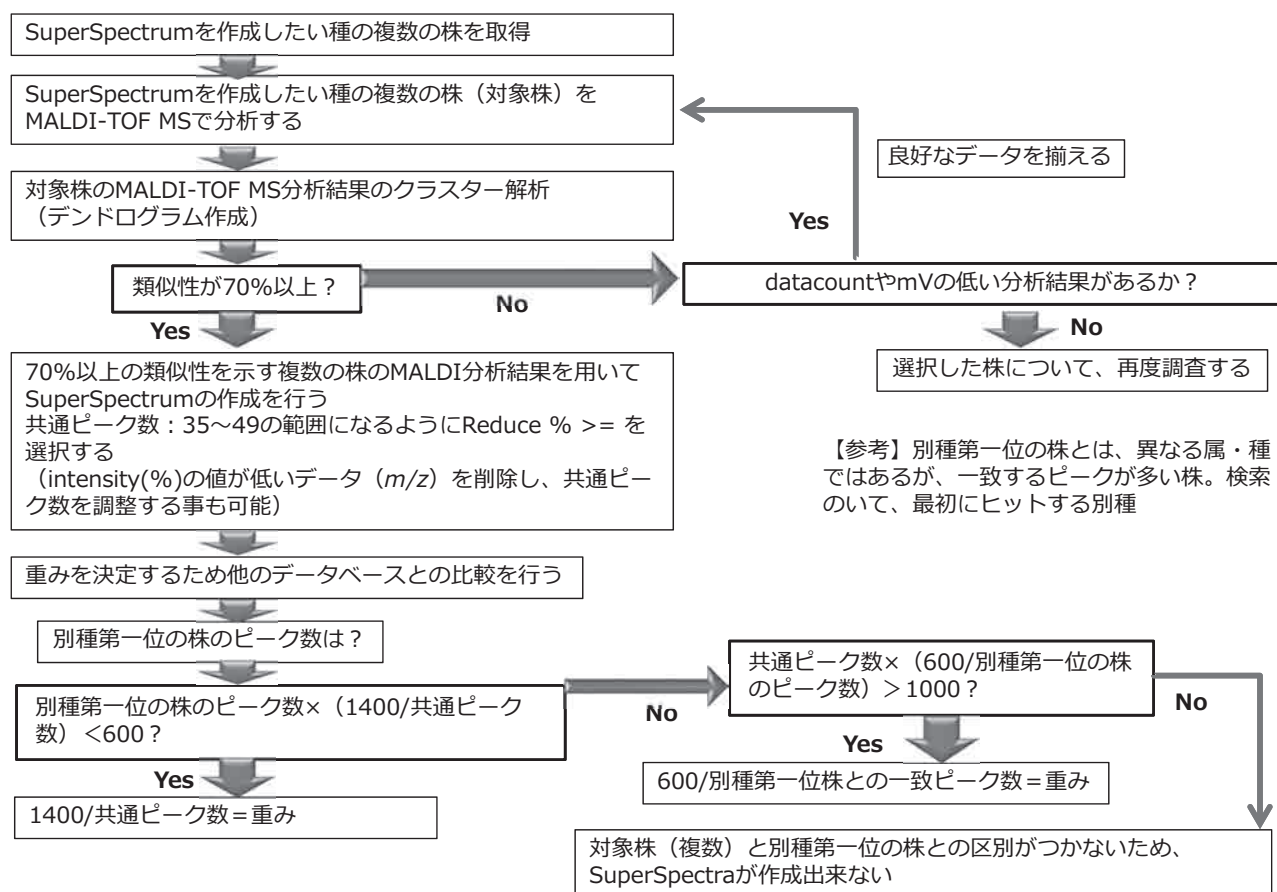 SuperSpectrumを作成したい種の複数の株を取得
SuperSpectrumを作成したい種の複数の株（対象株）を
MALDI-TOF MSで分析する
良好なデータを揃える
対象株のMALDI-TOF MS分析結果のクラスター解析
（デンドログラム作成）
Yes
類似性が70%以上？
No
datacountやmVの低い分析結果があるか？
Yes
No
選択した株について、再度調査する
70%以上の類似性を示す複数の株のMALDI分析結果を用いて
SuperSpectrumの作成を行う
共通ピーク数：35～49の範囲になるようにReduce % >= を
選択する
（intensity(%)の値が低いデータ（m/z）を削除し、共通ピー
ク数を調整する事も可能）
【参考】別種第一位の株とは、異なる属・種
ではあるが、一致するピークが多い株。検索
のいて、最初にヒットする別種
重みを決定するため他のデータベースとの比較を行う
別種第一位の株のピーク数は？
別種第一位の株のピーク数×（1400/共通ピーク
数）＜600？
No
共通ピーク数×（600/別種第一位の株
のピーク数）＞1000？
No
Yes
Yes
600/別種第一位株との一致ピーク数＝重み
1400/共通ピーク数＝重み
対象株（複数）と別種第一位の株との区別がつかないため、
SuperSpectraが作成出来ない